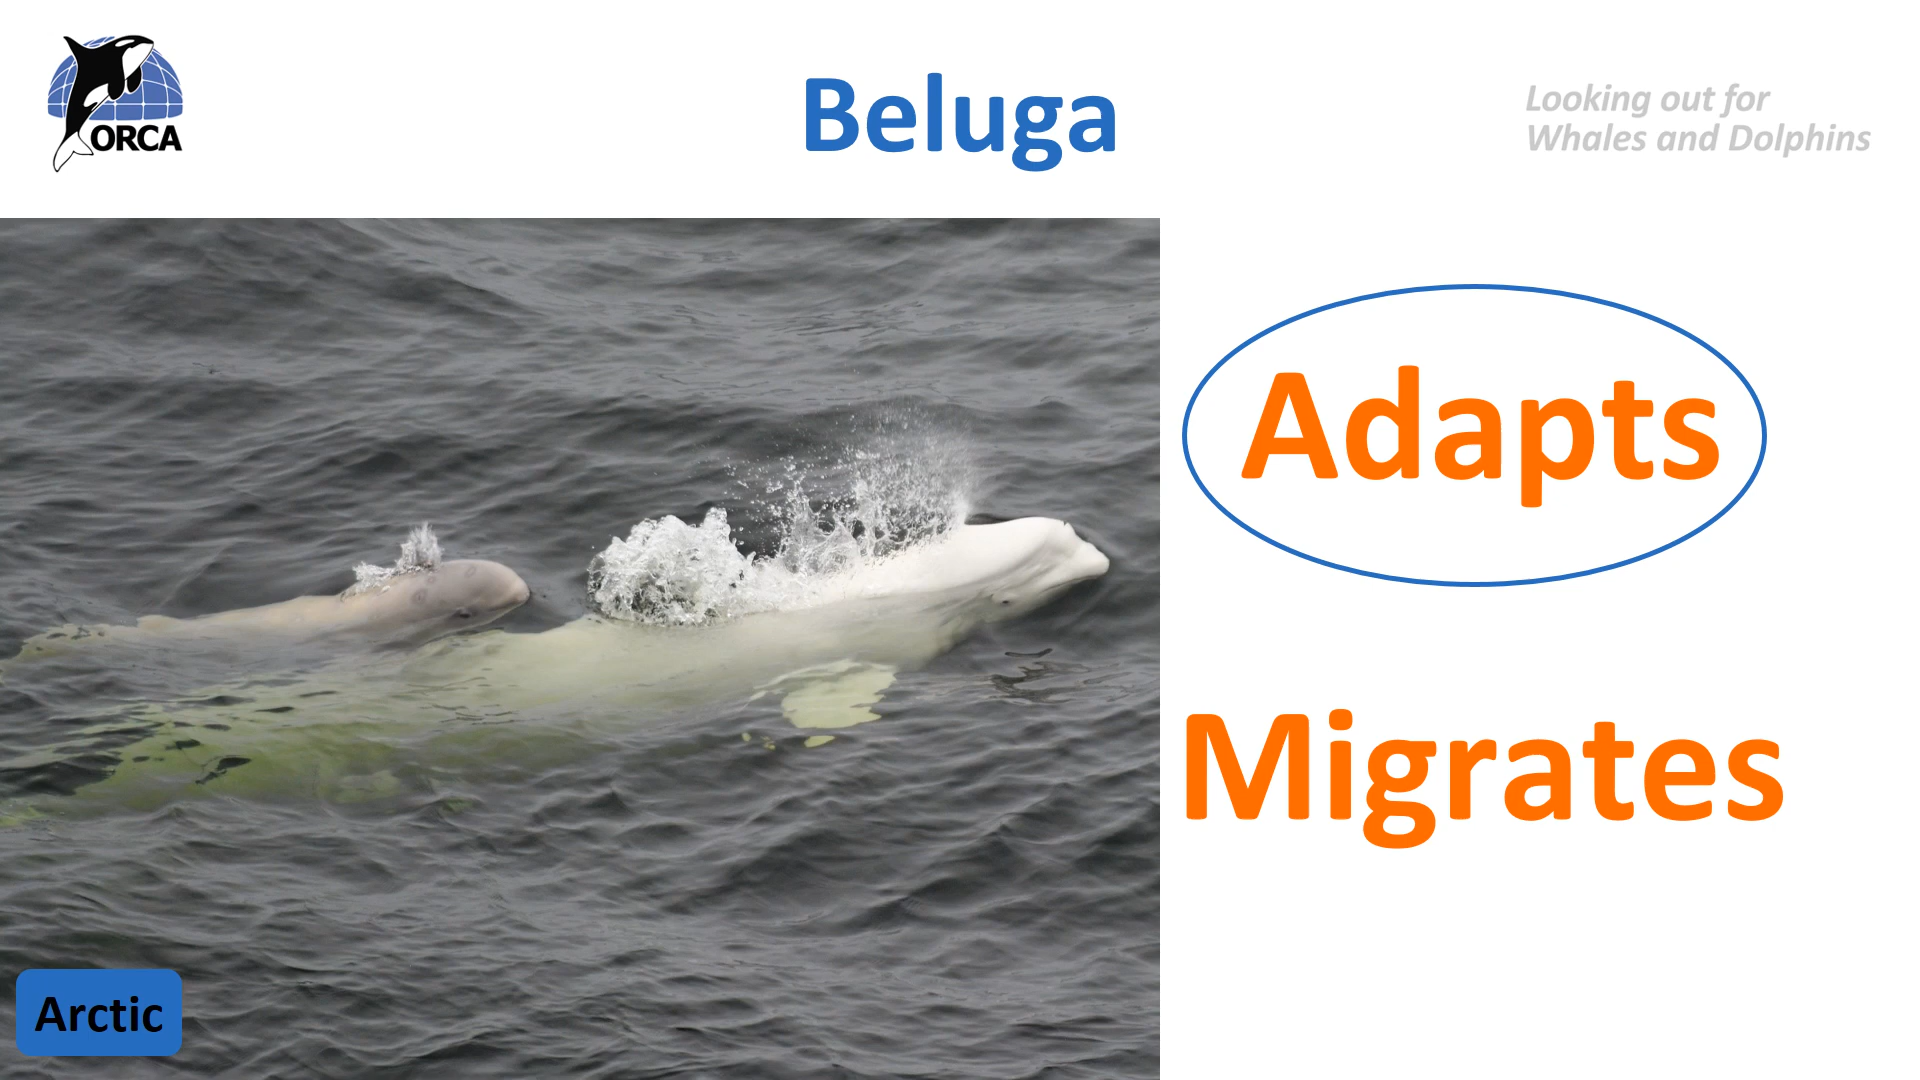 ORCA
Beluga
Looking out for
Whales and Dolphins
Adapts
Migrates
Arctic